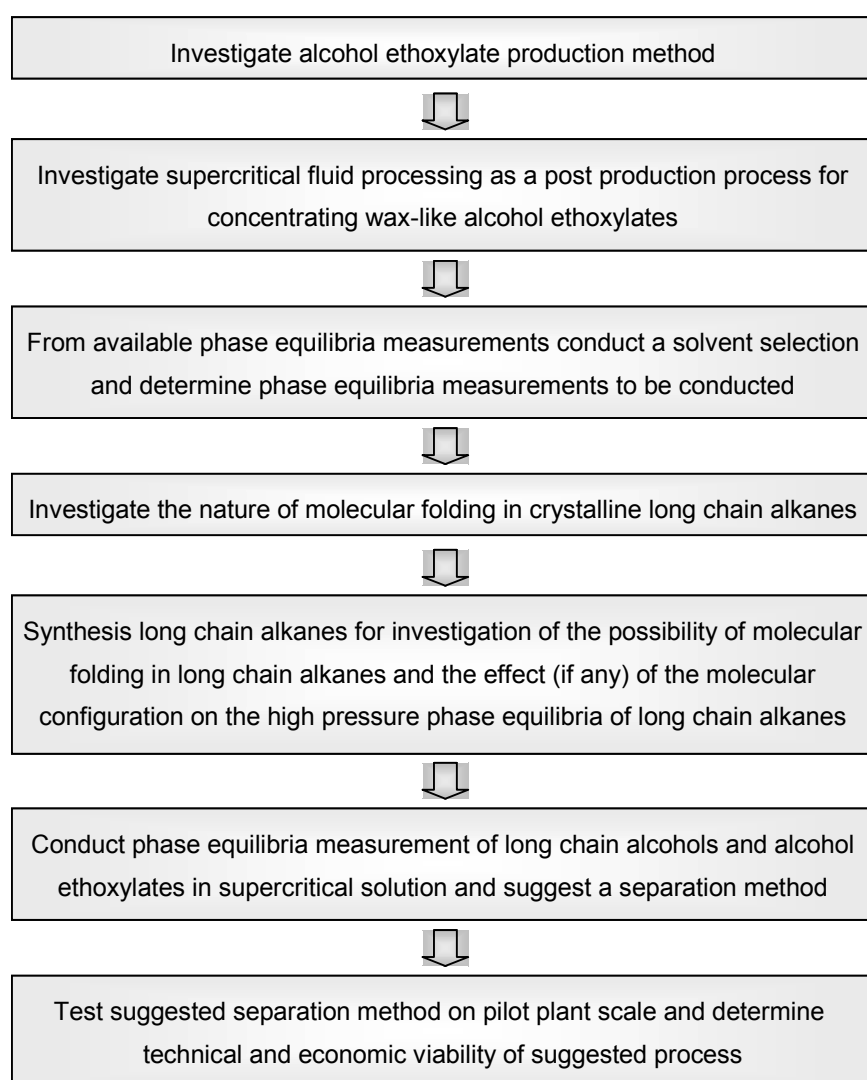 Investigate alcohol ethoxylate production method
Investigate supercritical fluid processing as a post production process for
concentrating wax-like alcohol ethoxylates
From available phase equilibria measurements conduct a solvent selection
and determine phase equilibria measurements to be conducted
Investigate the nature of molecular folding in crystalline long chain alkanes
Synthesis long chain alkanes for investigation of the possibility of molecular
folding in long chain alkanes and the effect (if any) of the molecular
configuration on the high pressure phase equilibria of long chain alkanes
Conduct phase equilibria measurement of long chain alcohols and alcohol
ethoxylates in supercritical solution and suggest a separation method
Test suggested separation method on pilot plant scale and determine
technical and economic viability of suggested process